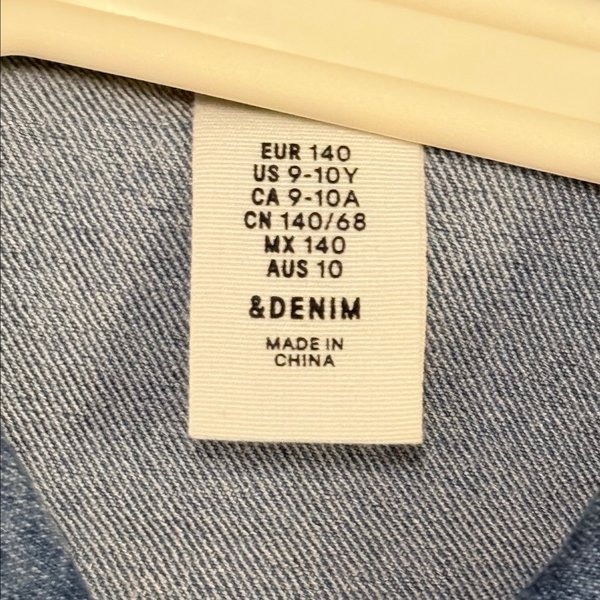 EUR 140
US 9-10Y
CA 9-10A
CN 140/68
MX 140
AUS 10
&DENIM
MADE IN
CHINA